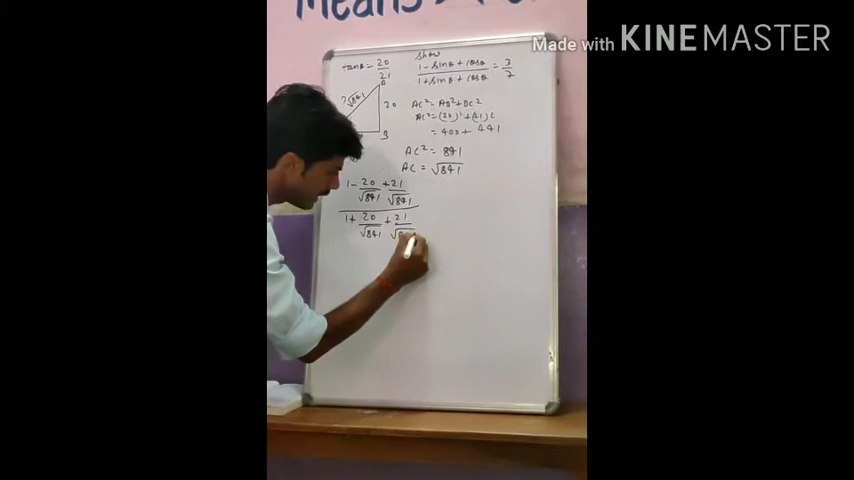 Means
Made with KINEMASTER
tanθ = 20/21
Show
1 - sinθ + cosθ / 1 + sinθ + cosθ = 3/7
A
?
√841
20
B
AC² = AB² + BC²
AC² = (20)² + (21)²
= 400 + 441
AC² = 841
AC = √841
1 - 20/√841 + 21/√841
1 + 20/√841 + 21/√8